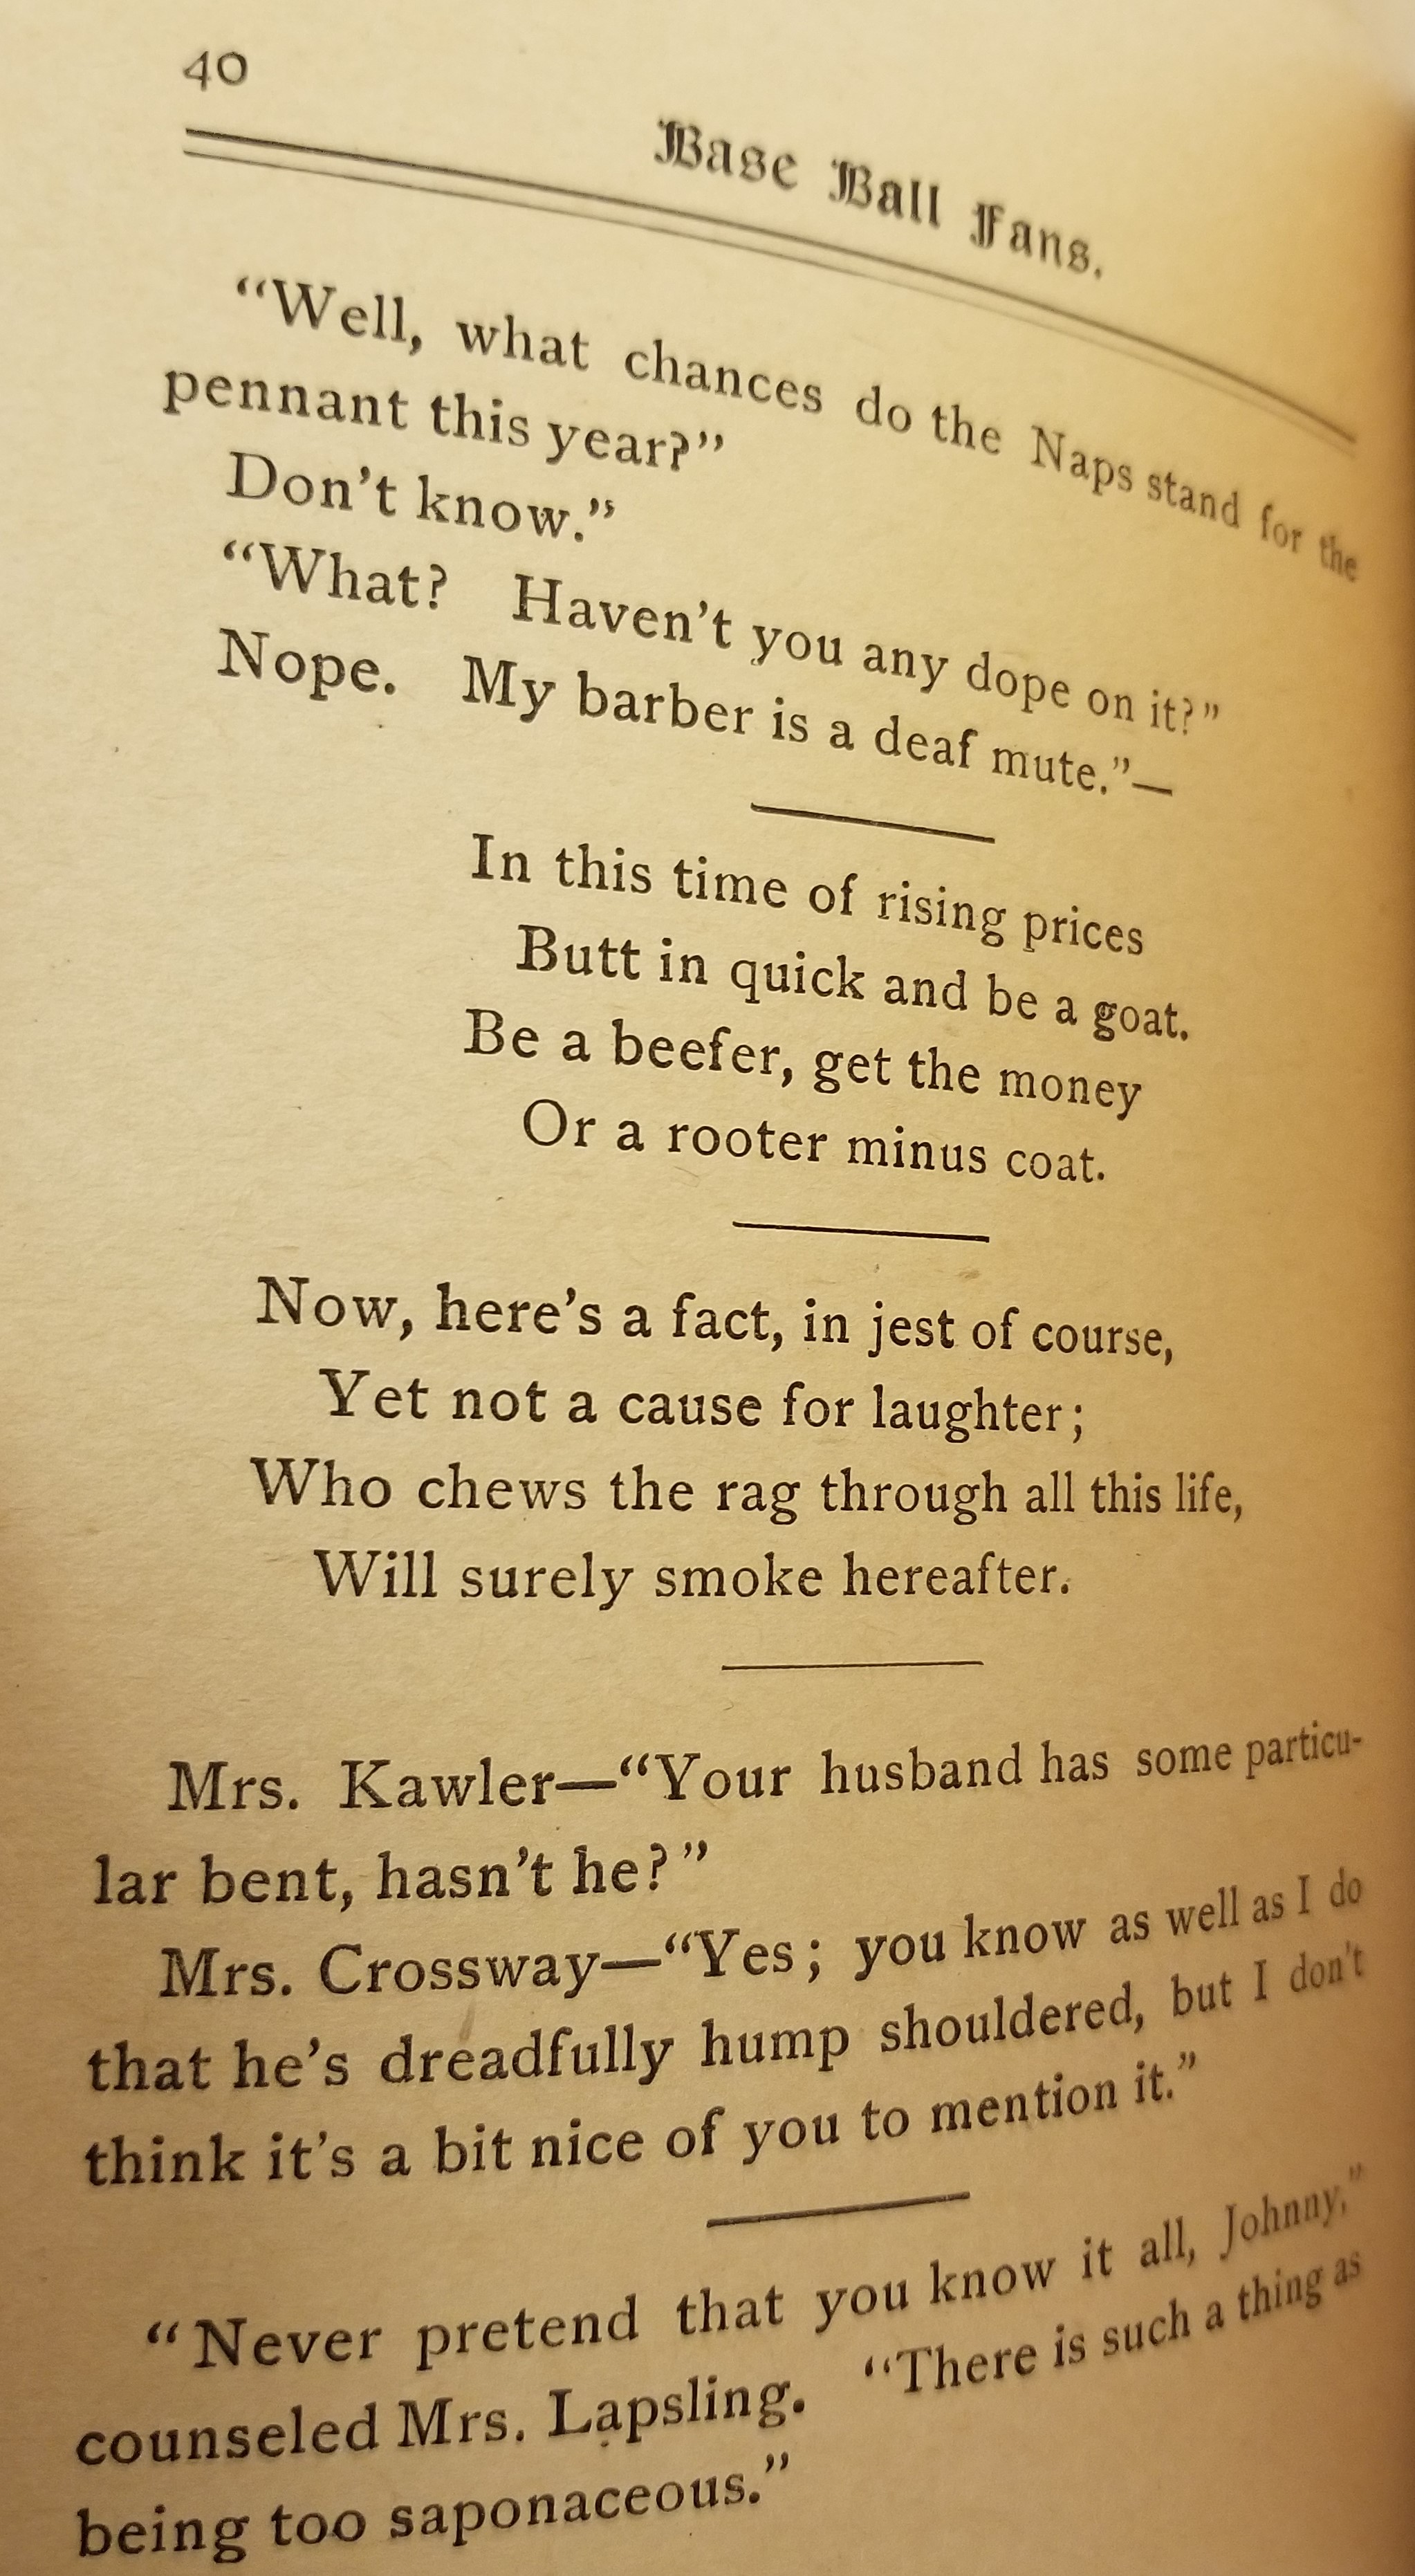 40
Base Ball Fans.
“Well, what chances do the Naps stand for the
pennant this year?”
Don’t know.”
“What? Haven’t you any dope on it?”
Nope. My barber is a deaf mute.”—
In this time of rising prices
Butt in quick and be a goat.
Be a beefer, get the money
Or a rooter minus coat.
Now, here’s a fact, in jest of course,
Yet not a cause for laughter;
Who chews the rag through all this life,
Will surely smoke hereafter.
Mrs. Kawler—“Your husband has some particu-
lar bent, hasn’t he?”
Mrs. Crossway—“Yes; you know as well as I do
that he’s dreadfully hump shouldered, but I don’t
think it’s a bit nice of you to mention it.”
“Never pretend that you know it all, Johnny,”
counseled Mrs. Lapsling. “There is such a thing as
being too saponaceous.”